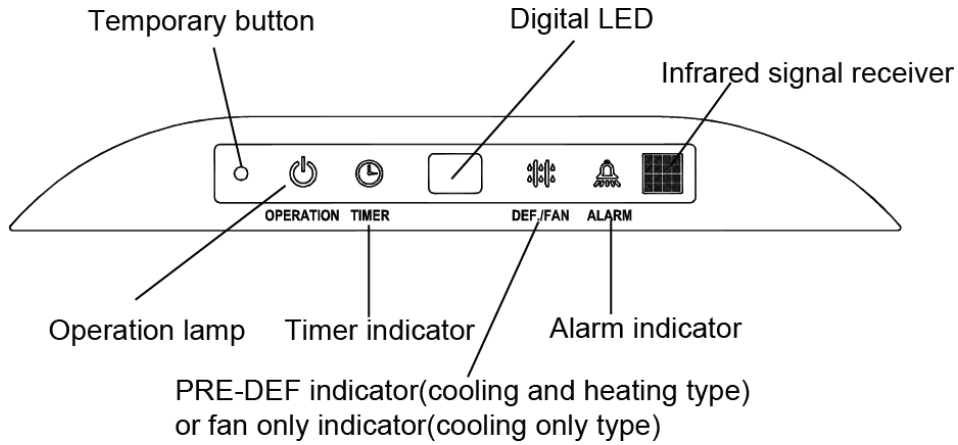 Temporary button
Digital LED
Infrared signal receiver
OPERATION TIMER DEF./FAN ALARM
Operation lamp
Timer indicator
Alarm indicator
PRE-DEF indicator(cooling and heating type)
or fan only indicator(cooling only type)